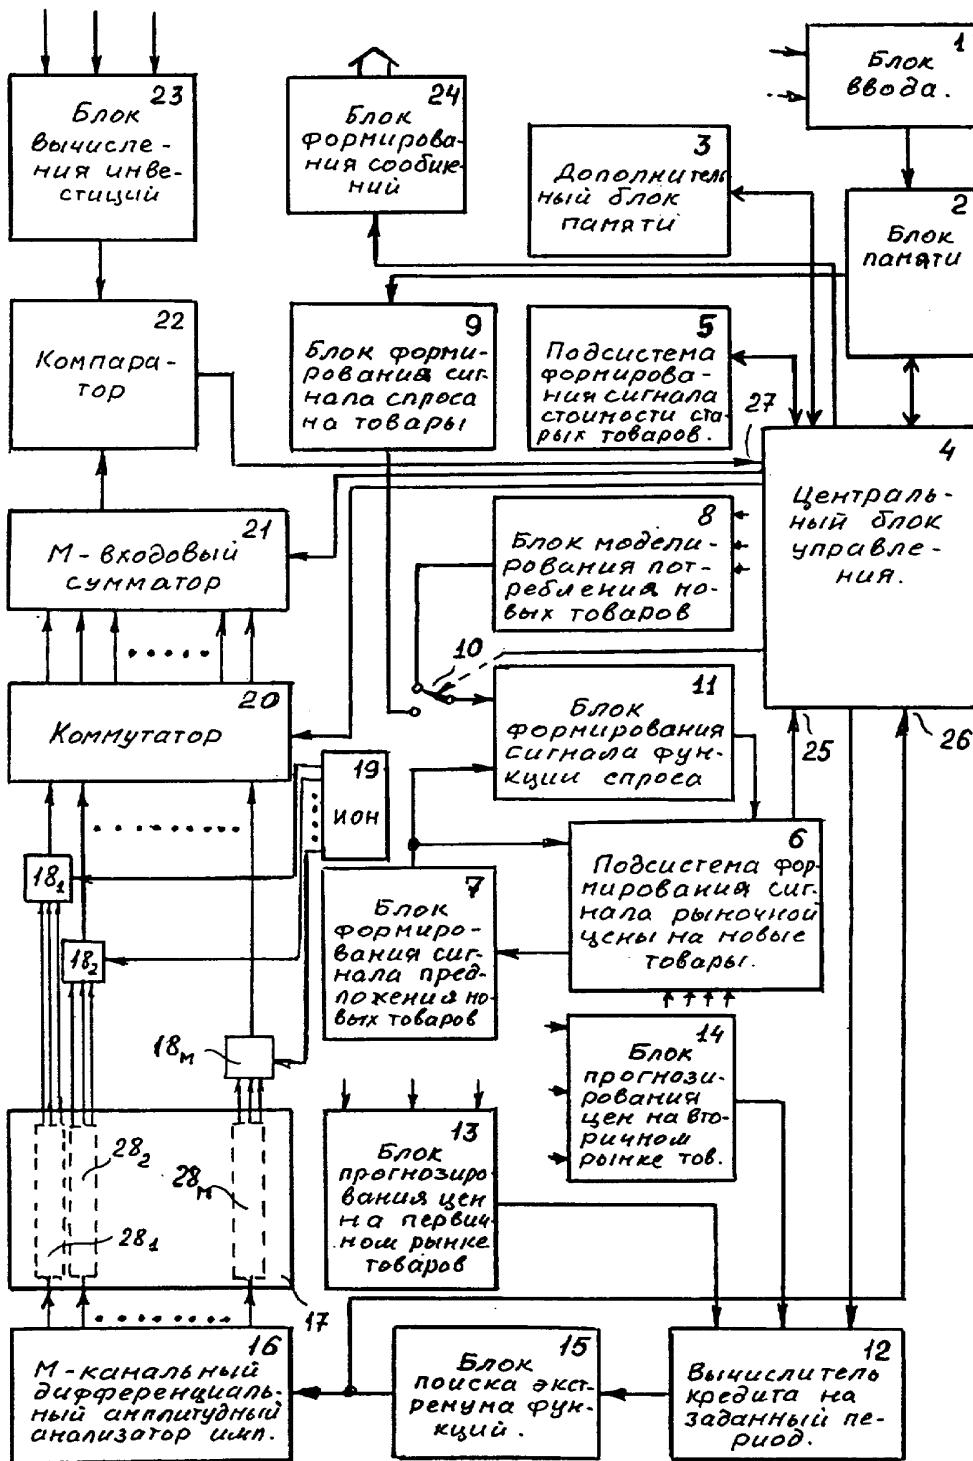 23
Блок
вычисле-
ния инве-
стиций
24
Блок
формирова-
ния сообще-
ний
1
Блок
ввода.
3
Дополнитель-
ный блок
памяти
2
Блок
памяти
22
Компара-
тор
9
Блок форми-
рования сиг-
нала спроса
на товары
5
Подсистема
формирова-
ния сигнала
стоимости ста-
рых товаров.
27
4
Централь-
ный блок
управле-
ния.
21
М-входовый
сумматор
8
Блок модели-
рования пот-
ребления но-
вых товаров
10
20
Коммутатор
11
Блок
формирования
сигнала фун-
кции спроса
25
26
19
ИОН
18₁
18₂
18м
7
Блок
формиро-
вания сиг-
нала пред-
ложения но-
вых товаров
6
Подсистема фор-
мирования сиг-
нала рыночной
цены на новые
товары.
14
Блок
прогнози-
рования
цен на вто-
ричном
рынке тов.
13
Блок
прогнозиро-
вания цен
на первич-
ном рынке
товаров
28₂
28м
28₁
17
16
М-канальный
дифференциаль-
ный амплитудный
анализатор имп.
15
Блок
поиска экст-
ремума фун-
кций.
12
Вычислитель
кредита на
заданный пе-
риод.